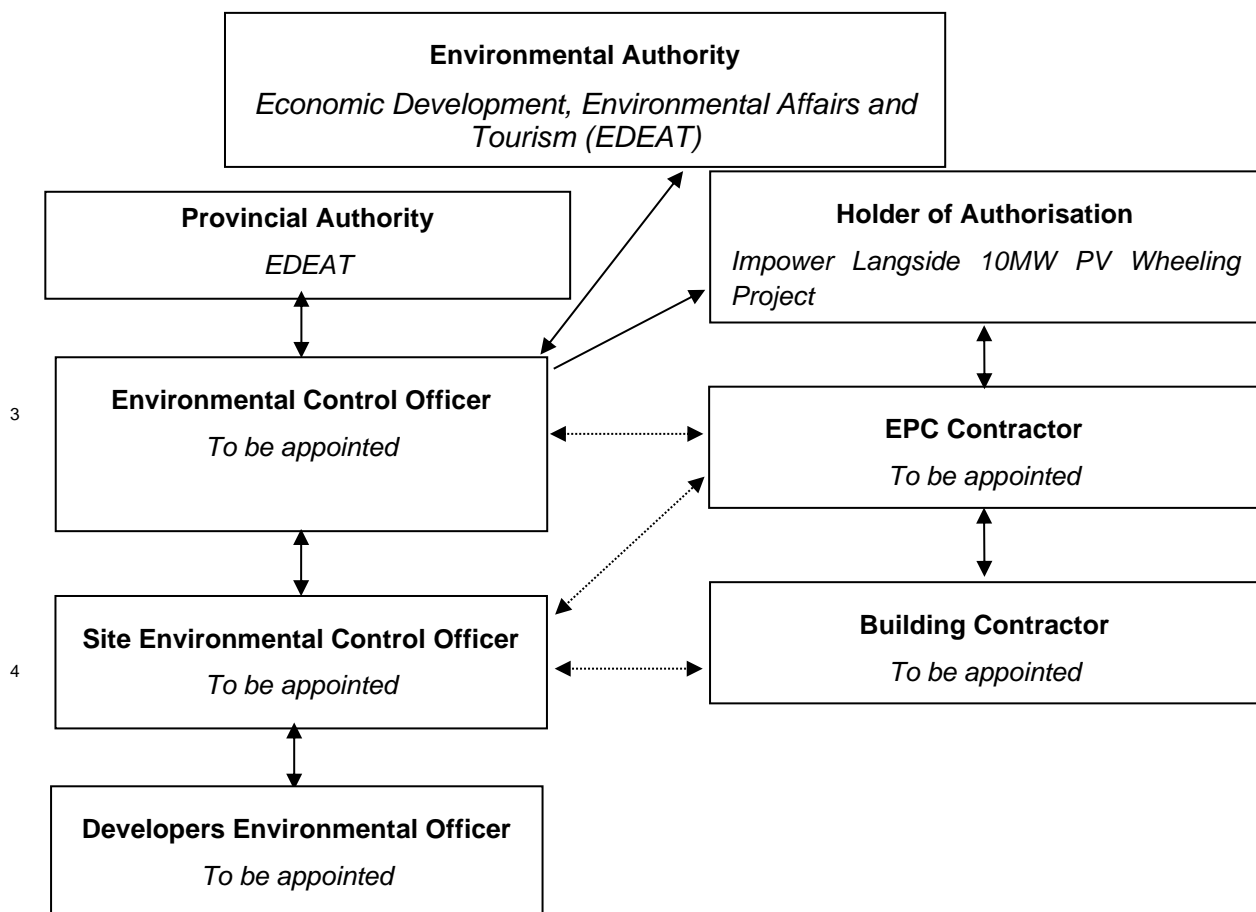 Environmental Authority
Economic Development, Environmental Affairs and
Tourism (EDEAT)
Provincial Authority
EDEAT
Holder of Authorisation
Impower Langside 10MW PV Wheeling
Project
3
Environmental Control Officer
To be appointed
EPC Contractor
To be appointed
4
Site Environmental Control Officer
To be appointed
Building Contractor
To be appointed
Developers Environmental Officer
To be appointed